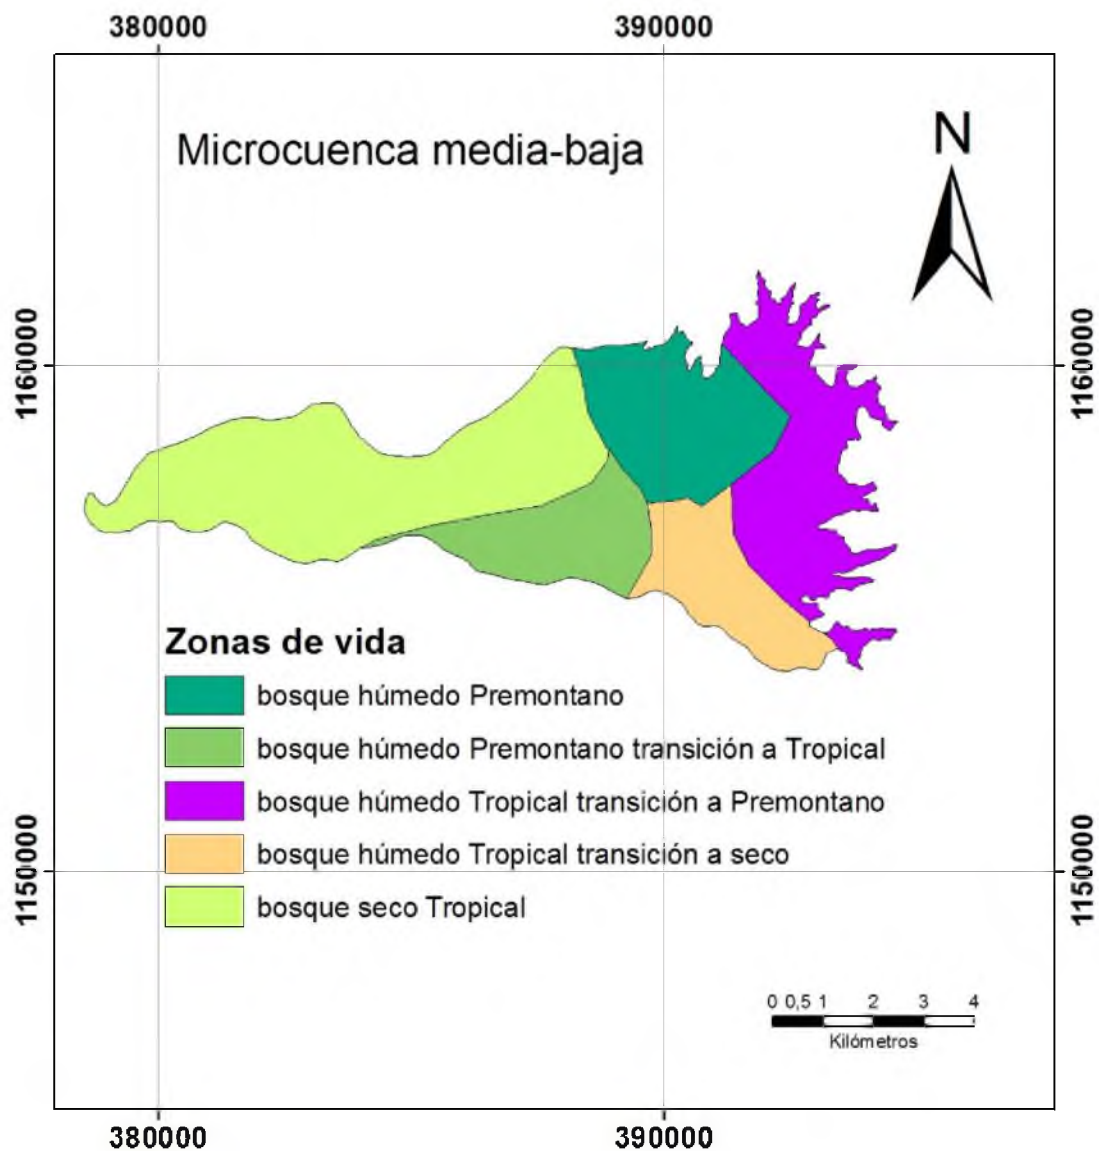 380000
390000
Microcuenca media-baja
N
1160000
1160000
Zonas de vida
bosque húmedo Premontano
bosque húmedo Premontano transición a Tropical
bosque húmedo Tropical transición a Premontano
bosque húmedo Tropical transición a seco
bosque seco Tropical
1150000
1150000
0 0,5 1 2 3 4
Kilómetros
380000
390000